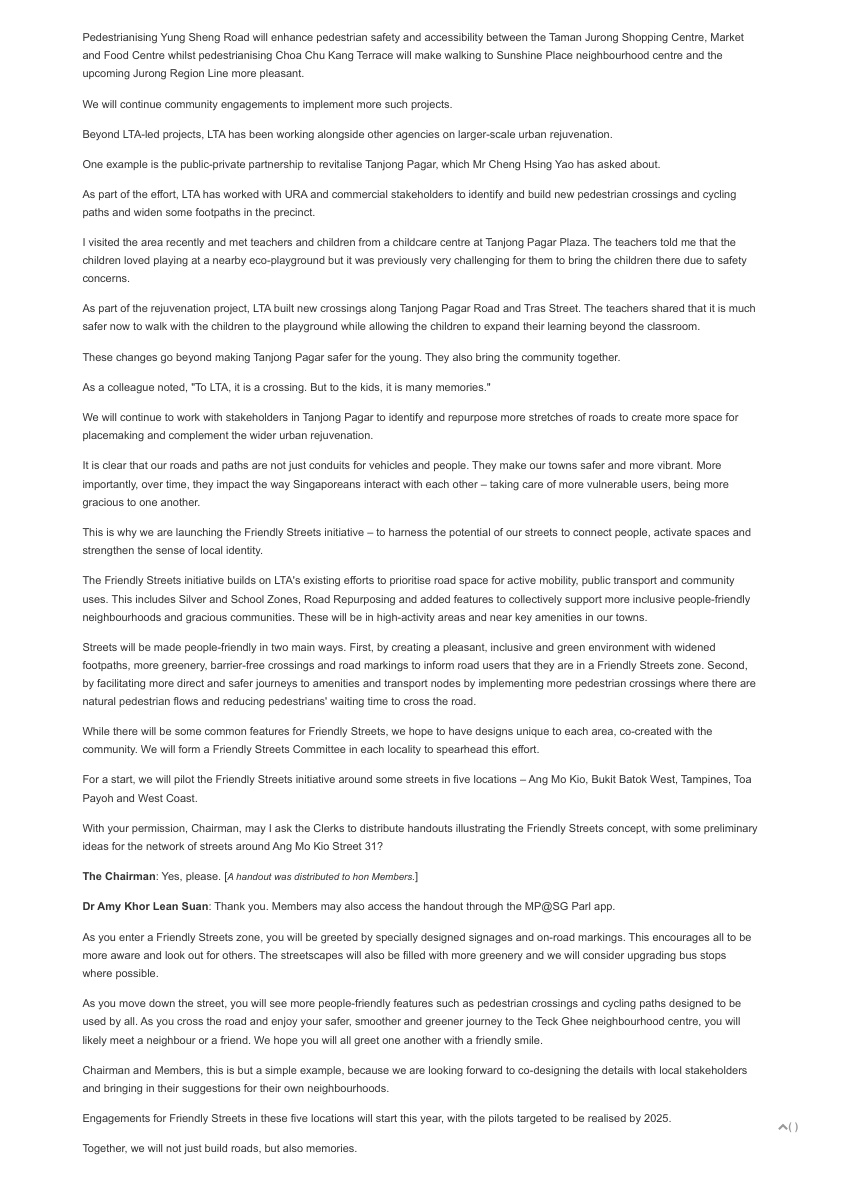 Pedestrianising Yung Sheng Road will enhance pedestrian safety and accessibility between the Taman Jurong Shopping Centre, Market
and Food Centre whilst pedestrianising Choa Chu Kang Terrace will make walking to Sunshine Place neighbourhood centre and the
upcoming Jurong Region Line more pleasant.
We will continue community engagements to implement more such projects.
Beyond LTA-led projects, LTA has been working alongside other agencies on larger-scale urban rejuvenation.
One example is the public-private partnership to revitalise Tanjong Pagar, which Mr Cheng Hsing Yao has asked about.
As part of the effort, LTA has worked with URA and commercial stakeholders to identify and build new pedestrian crossings and cycling
paths and widen some footpaths in the precinct.
I visited the area recently and met teachers and children from a childcare centre at Tanjong Pagar Plaza. The teachers told me that the
children loved playing at a nearby eco-playground but it was previously very challenging for them to bring the children there due to safety
concerns.
As part of the rejuvenation project, LTA built new crossings along Tanjong Pagar Road and Tras Street. The teachers shared that it is much
safer now to walk with the children to the playground while allowing the children to expand their learning beyond the classroom.
These changes go beyond making Tanjong Pagar safer for the young. They also bring the community together.
As a colleague noted, "To LTA, it is a crossing. But to the kids, it is many memories."
We will continue to work with stakeholders in Tanjong Pagar to identify and repurpose more stretches of roads to create more space for
placemaking and complement the wider urban rejuvenation.
It is clear that our roads and paths are not just conduits for vehicles and people. They make our towns safer and more vibrant. More
importantly, over time, they impact the way Singaporeans interact with each other – taking care of more vulnerable users, being more
gracious to one another.
This is why we are launching the Friendly Streets initiative – to harness the potential of our streets to connect people, activate spaces and
strengthen the sense of local identity.
The Friendly Streets initiative builds on LTA's existing efforts to prioritise road space for active mobility, public transport and community
uses. This includes Silver and School Zones, Road Repurposing and added features to collectively support more inclusive people-friendly
neighbourhoods and gracious communities. These will be in high-activity areas and near key amenities in our towns.
Streets will be made people-friendly in two main ways. First, by creating a pleasant, inclusive and green environment with widened
footpaths, more greenery, barrier-free crossings and road markings to inform road users that they are in a Friendly Streets zone. Second,
by facilitating more direct and safer journeys to amenities and transport nodes by implementing more pedestrian crossings where there are
natural pedestrian flows and reducing pedestrians' waiting time to cross the road.
While there will be some common features for Friendly Streets, we hope to have designs unique to each area, co-created with the
community. We will form a Friendly Streets Committee in each locality to spearhead this effort.
For a start, we will pilot the Friendly Streets initiative around some streets in five locations – Ang Mo Kio, Bukit Batok West, Tampines, Toa
Payoh and West Coast.
With your permission, Chairman, may I ask the Clerks to distribute handouts illustrating the Friendly Streets concept, with some preliminary
ideas for the network of streets around Ang Mo Kio Street 31?
The Chairman: Yes, please. [A handout was distributed to hon Members.]
Dr Amy Khor Lean Suan: Thank you. Members may also access the handout through the MP@SG Parl app.
As you enter a Friendly Streets zone, you will be greeted by specially designed signages and on-road markings. This encourages all to be
more aware and look out for others. The streetscapes will also be filled with more greenery and we will consider upgrading bus stops
where possible.
As you move down the street, you will see more people-friendly features such as pedestrian crossings and cycling paths designed to be
used by all. As you cross the road and enjoy your safer, smoother and greener journey to the Teck Ghee neighbourhood centre, you will
likely meet a neighbour or a friend. We hope you will all greet one another with a friendly smile.
Chairman and Members, this is but a simple example, because we are looking forward to co-designing the details with local stakeholders
and bringing in their suggestions for their own neighbourhoods.
Engagements for Friendly Streets in these five locations will start this year, with the pilots targeted to be realised by 2025.
( )
Together, we will not just build roads, but also memories.